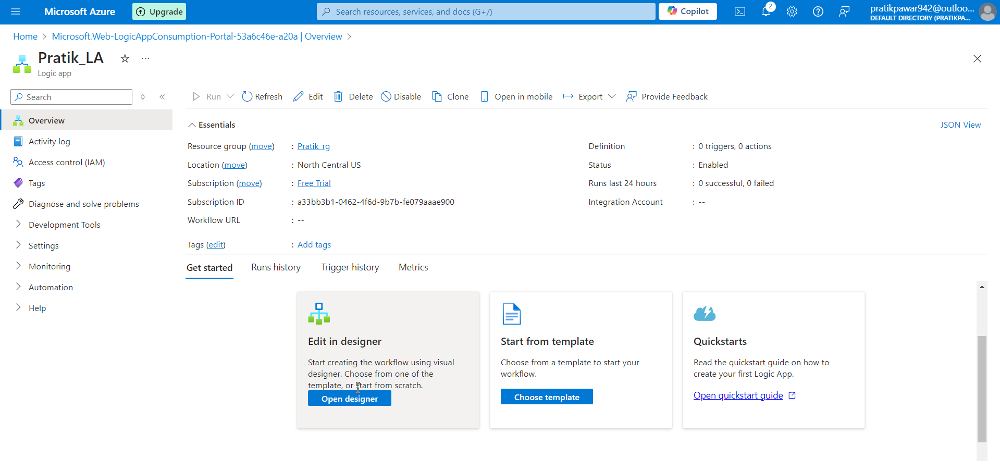 Microsoft Azure
Upgrade
Search resources, services, and docs (G+/)
Copilot
2
pratikpawar942@outloo...
DEFAULT DIRECTORY (PRATIKPA...
Home > Microsoft.Web-LogicAppConsumption-Portal-53a6c46e-a20a | Overview >
Pratik_LA
Logic app
Search
Run
Refresh
Edit
Delete
Disable
Clone
Open in mobile
Export
Provide Feedback
Overview
Activity log
Access control (IAM)
Tags
Diagnose and solve problems
Development Tools
Settings
Monitoring
Automation
Help
Essentials
JSON View
Resource group (move) : Pratik_rg
Location (move) : North Central US
Subscription (move) : Free Trial
Subscription ID : a33bb3b1-0462-4f6d-9b7b-fe079aaae900
Workflow URL : --
Definition : 0 triggers, 0 actions
Status : Enabled
Runs last 24 hours : 0 successful, 0 failed
Integration Account : --
Tags (edit) : Add tags
Get started
Runs history
Trigger history
Metrics
Edit in designer
Start creating the workflow using visual
designer. Choose from one of the
template, or start from scratch.
Open designer
Start from template
Choose from a template to start your
workflow.
Choose template
Quickstarts
Read the quickstart guide on how to
create your first Logic App.
Open quickstart guide